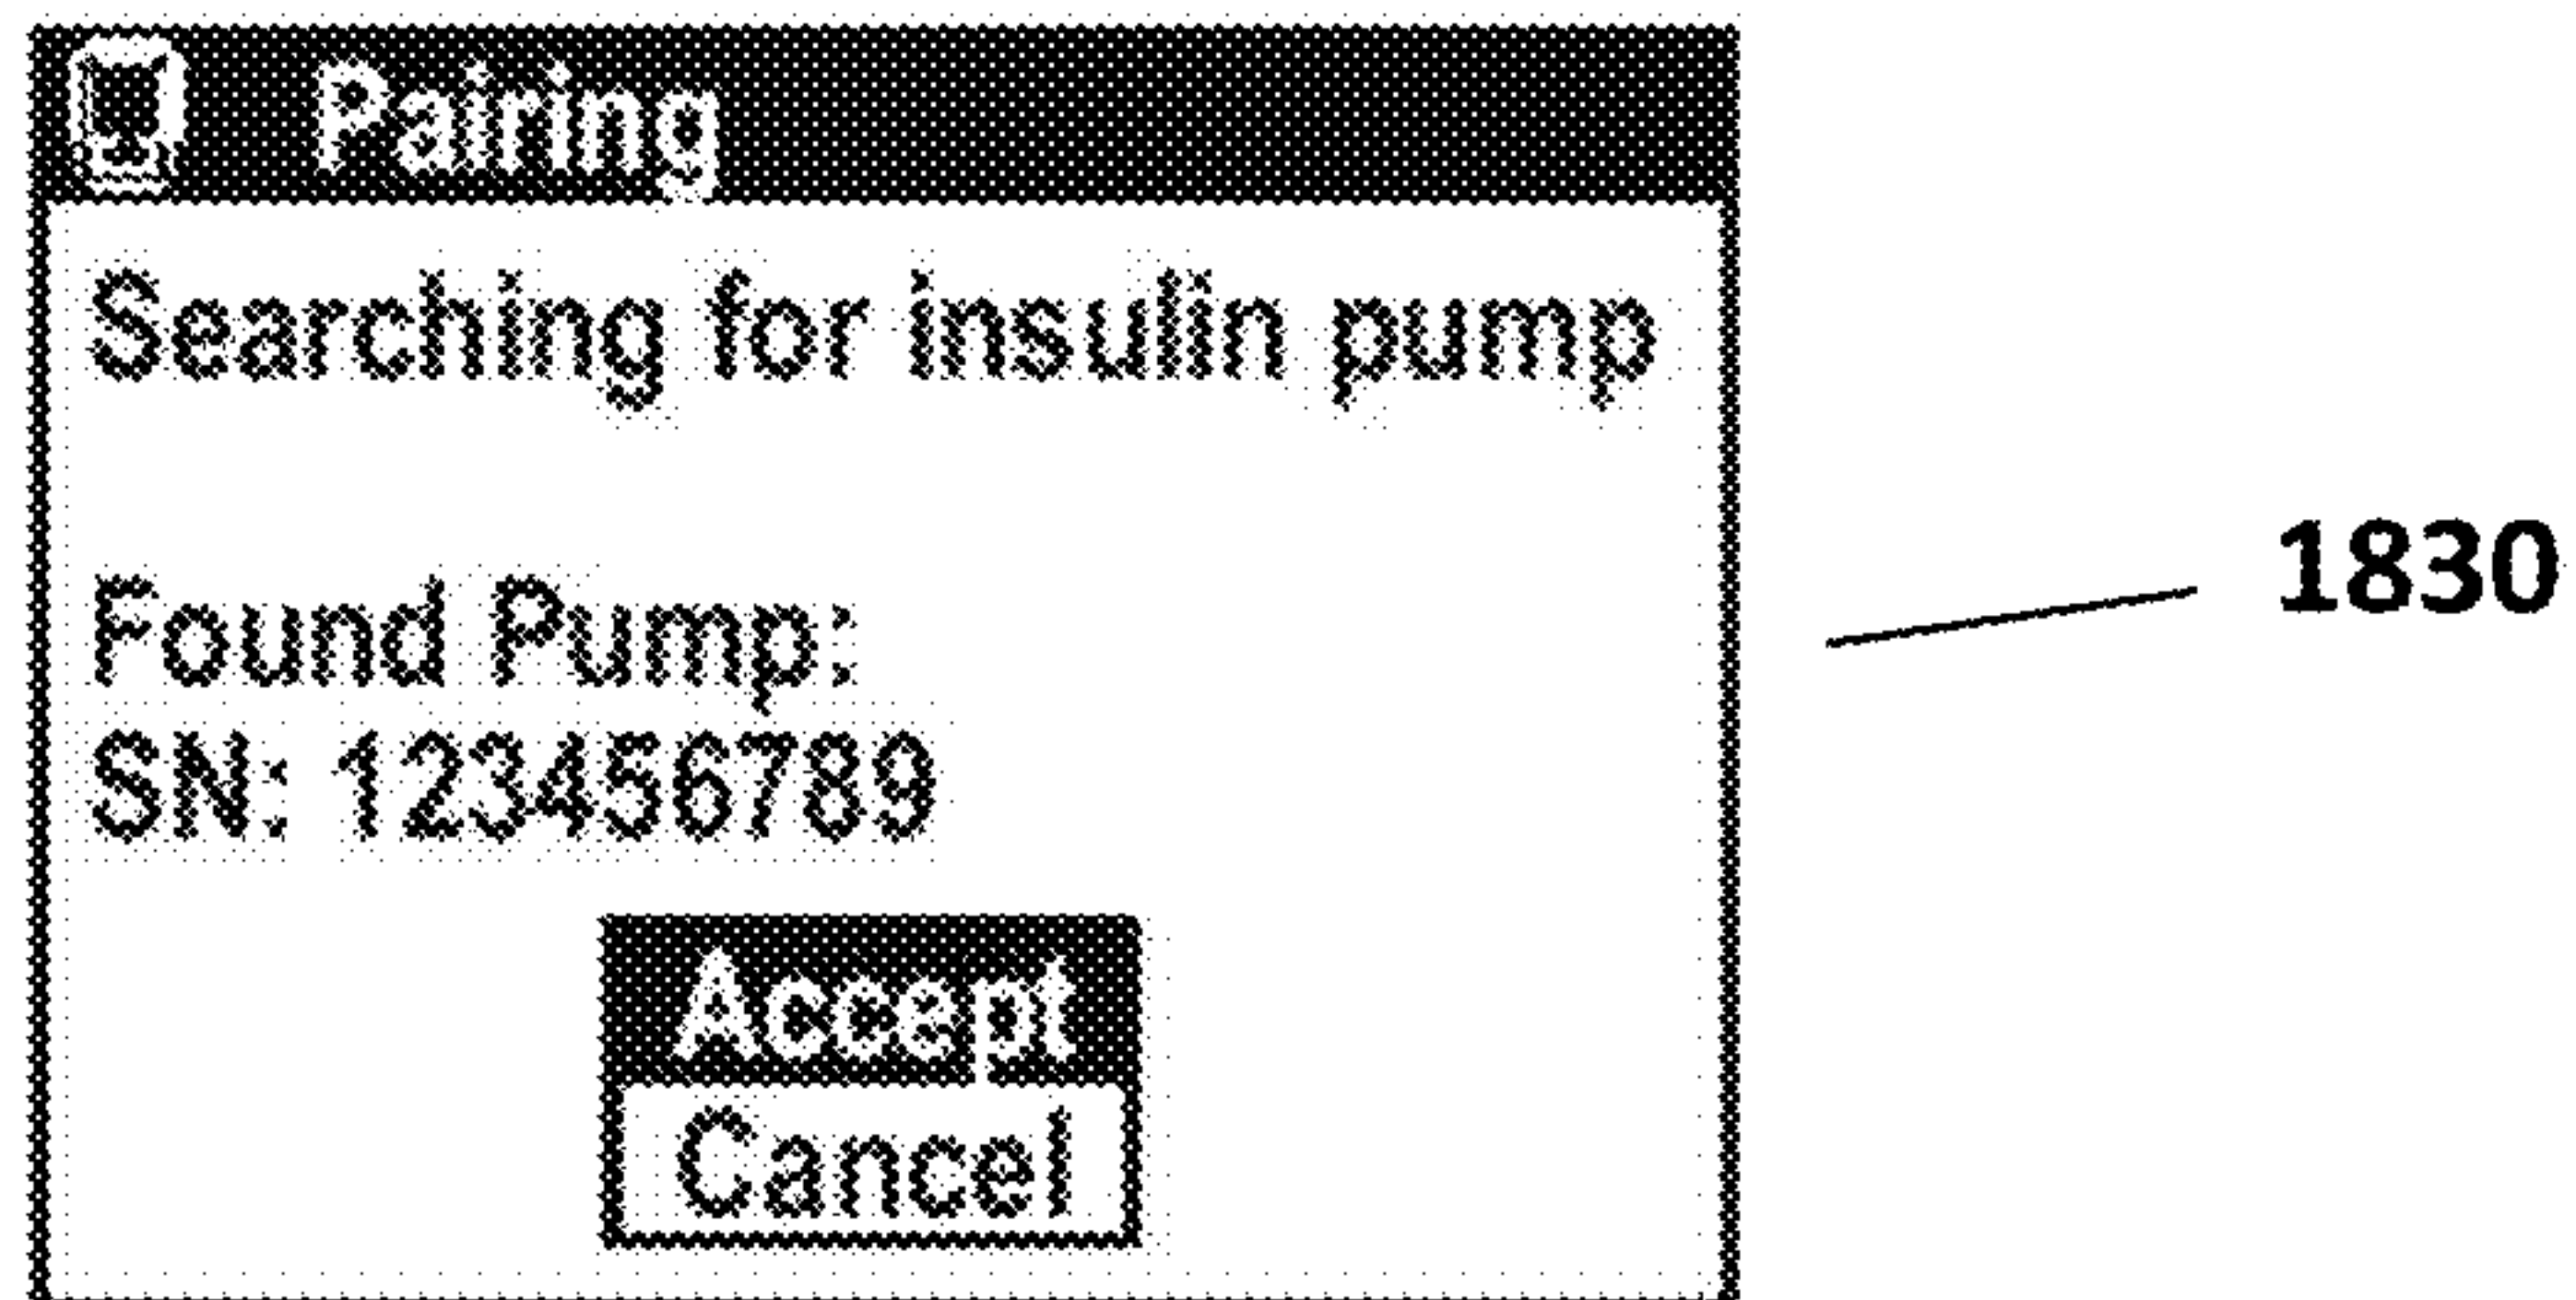 Pairing
Searching for insulin pump
Found Pump:
SN: 123456789
Accept
Cancel
1830